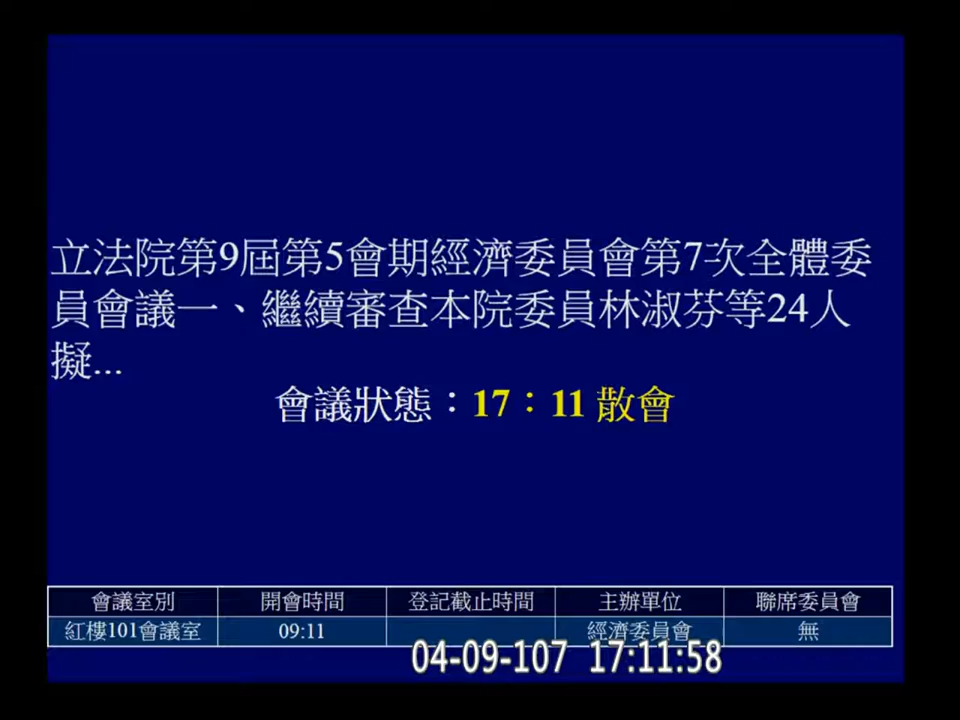 立法院第9屆第5會期經濟委員會第7次全體委
員會議一、繼續審查本院委員林淑芬等24人
擬...
會議狀態：17：11 散會
會議室別 開會時間 登記截止時間 主辦單位 聯席委員會
紅樓101會議室 09:11 經濟委員會 無
04-09-107 17:11:58